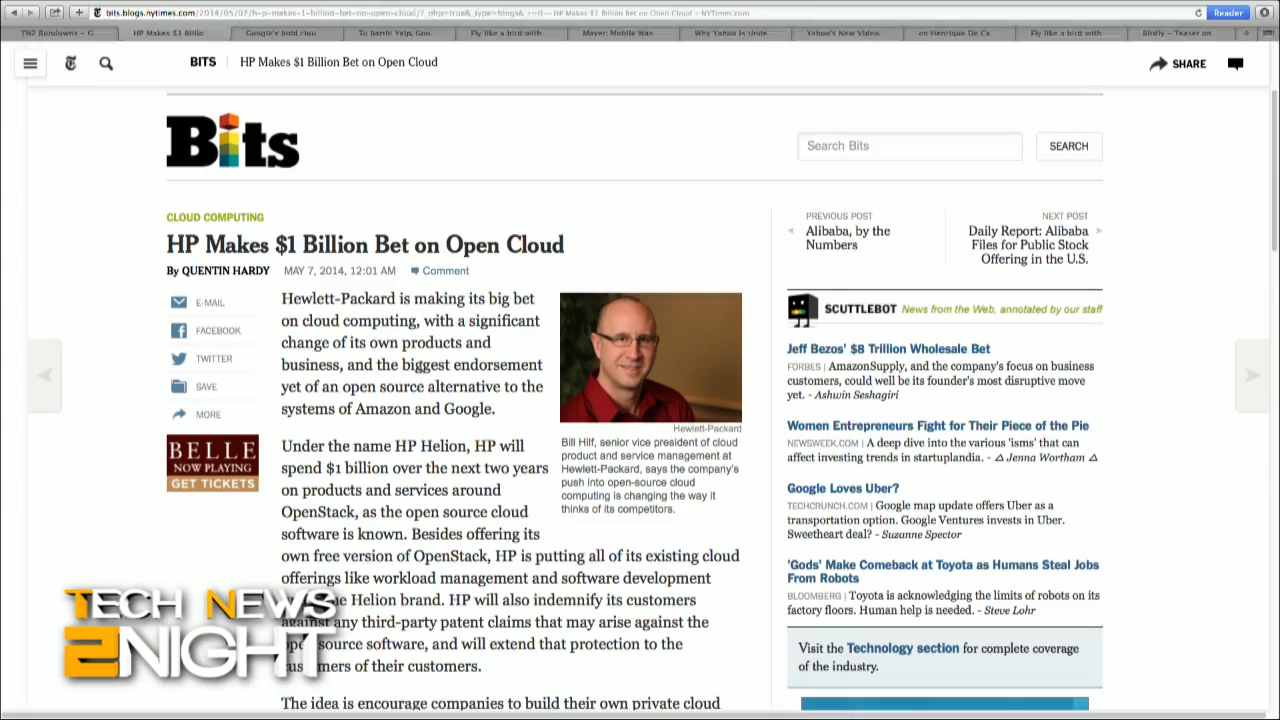 bits.blogs.nytimes.com/2014/05/07/h-p-makes-1-billion-bet-on-open-cloud/?_php=true&_type=blogs&_r=0 — HP Makes $1 Billion Bet on Open Cloud — NYTimes.com
Reader
TN2 Rundowns – G
HP Makes $1 Billio
Google's bold
Fly like a bird with
Mayer: Mobile Was
Why Yahoo Is Unde
Yahoo's New Video
on Henrique De Ca
Fly like a bird with
Birdly – Teaser on
BITS
HP Makes $1 Billion Bet on Open Cloud
SHARE
Bits
Search Bits
SEARCH
CLOUD COMPUTING
HP Makes $1 Billion Bet on Open Cloud
By QUENTIN HARDY MAY 7, 2014, 12:01 AM Comment
E-MAIL
FACEBOOK
TWITTER
SAVE
MORE
BELLE
NOW PLAYING
GET TICKETS
Hewlett-Packard is making its big bet
on cloud computing, with a significant
change of its own products and
business, and the biggest endorsement
yet of an open source alternative to the
systems of Amazon and Google.
Hewlett-Packard
Bill Hilf, senior vice president of cloud
product and service management at
Hewlett-Packard, says the company's
push into open-source cloud
computing is changing the way it
thinks of its competitors.
Under the name HP Helion, HP will
spend $1 billion over the next two years
on products and services around
OpenStack, as the open source cloud
software is known. Besides offering its
own free version of OpenStack, HP is putting all of its existing cloud
offerings like workload management and software development
Helion brand. HP will also indemnify its customers
against any third-party patent claims that may arise against the
open source software, and will extend that protection to the
customers of their customers.
The idea is encourage companies to build their own private cloud
PREVIOUS POST
Alibaba, by the
Numbers
NEXT POST
Daily Report: Alibaba
Files for Public Stock
Offering in the U.S.
SCUTTLEBOT News from the Web, annotated by our staff
Jeff Bezos' $8 Trillion Wholesale Bet
FORBES | AmazonSupply, and the company's focus on business
customers, could well be its founder's most disruptive move
yet. - Ashwin Seshagiri
Women Entrepreneurs Fight for Their Piece of the Pie
NEWSWEEK.COM | A deep dive into the various 'isms' that can
affect investing trends in startuplandia. - Δ Jenna Wortham Δ
Google Loves Uber?
TECHCRUNCH.COM | Google map update offers Uber as a
transportation option. Google Ventures invests in Uber.
Sweetheart deal? - Suzanne Spector
'Gods' Make Comeback at Toyota as Humans Steal Jobs
From Robots
BLOOMBERG | Toyota is acknowledging the limits of robots on its
factory floors. Human help is needed. - Steve Lohr
Visit the Technology section for complete coverage
of the industry.
TECH NEWS
2NIGHT